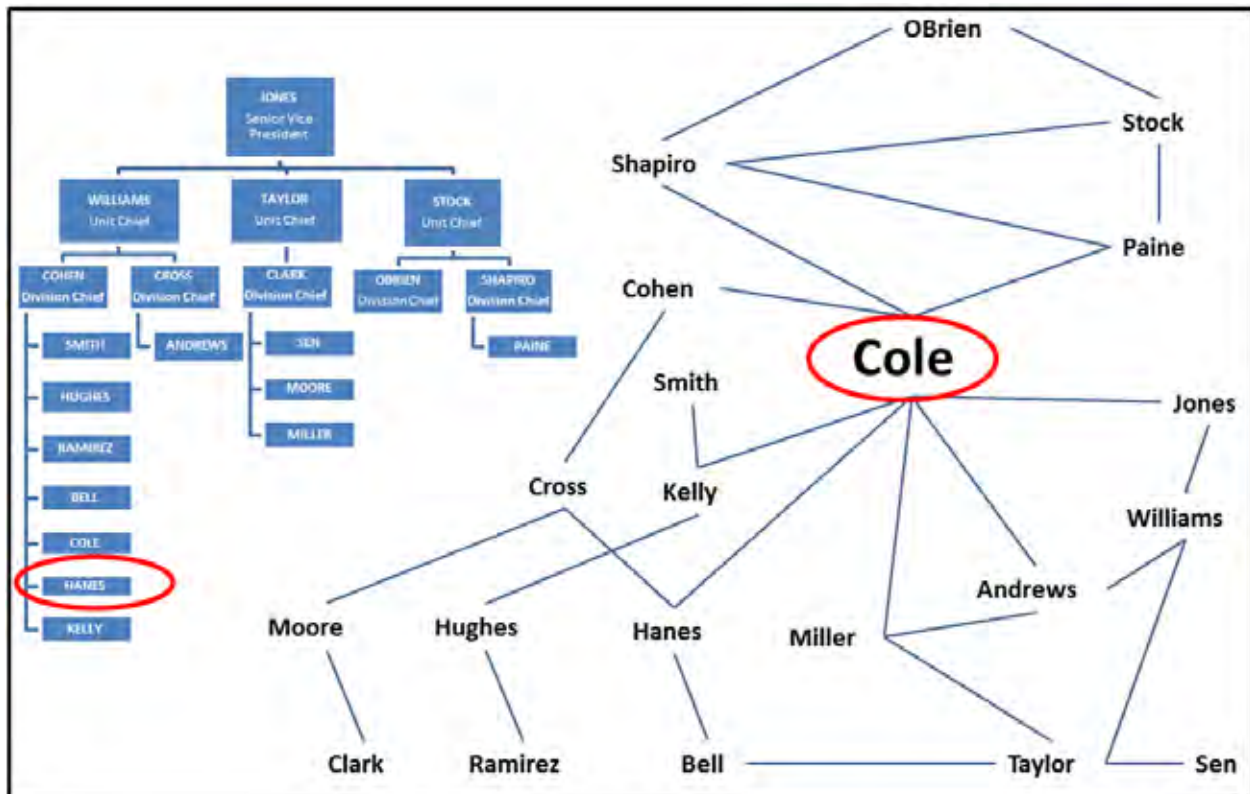 JONES
Senior Vice
President
WILLIAMS
Unit Chief
TAYLOR
Unit Chief
STOCK
Unit Chief
COHEN
Division Chief
CROSS
Division Chief
CLARK
Division Chief
OBRIEN
Division Chief
SHAPIRO
Division Chief
SMITH
HUGHES
RAMIREZ
BELL
COLE
HANES
KELLY
ANDREWS
SEN
MOORE
MILLER
PAINE
OBrien
Stock
Shapiro
Paine
Cohen
Cole
Smith
Jones
Cross
Kelly
Williams
Andrews
Moore
Hughes
Hanes
Miller
Clark
Ramirez
Bell
Taylor
Sen